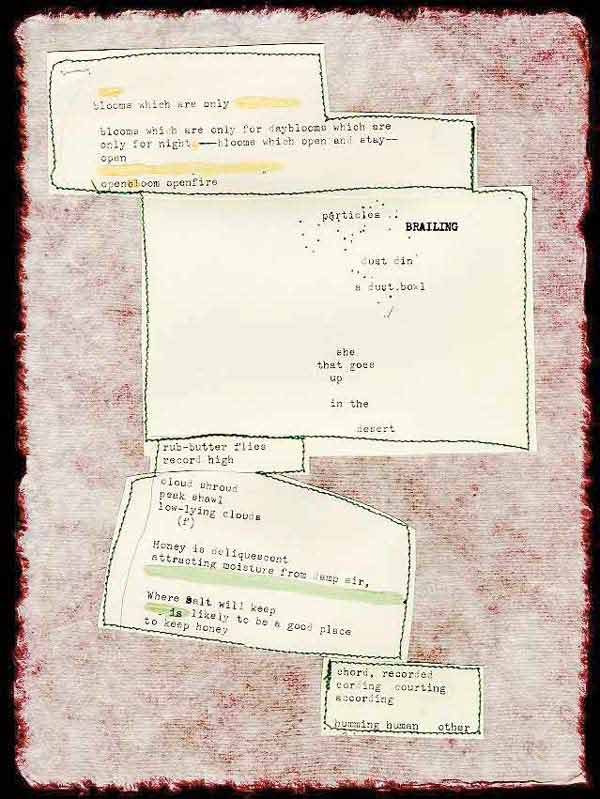 blooms which are only
blooms which are only for dayblooms which are
only for night.——blooms which open and stay--
open
openbloom openfire
particles
BRAILING
dust din
a dust.bowl
she
that goes
up
in the
desert
rub-butter flies
record high
cloud shroud
peak shawl
low-lying clouds
(f)
Honey is deliquescent
attracting moisture from damp air,
Where salt will keep
is likely to be a good place
to keep honey
chord, recorded
cording courting
according
humming human other